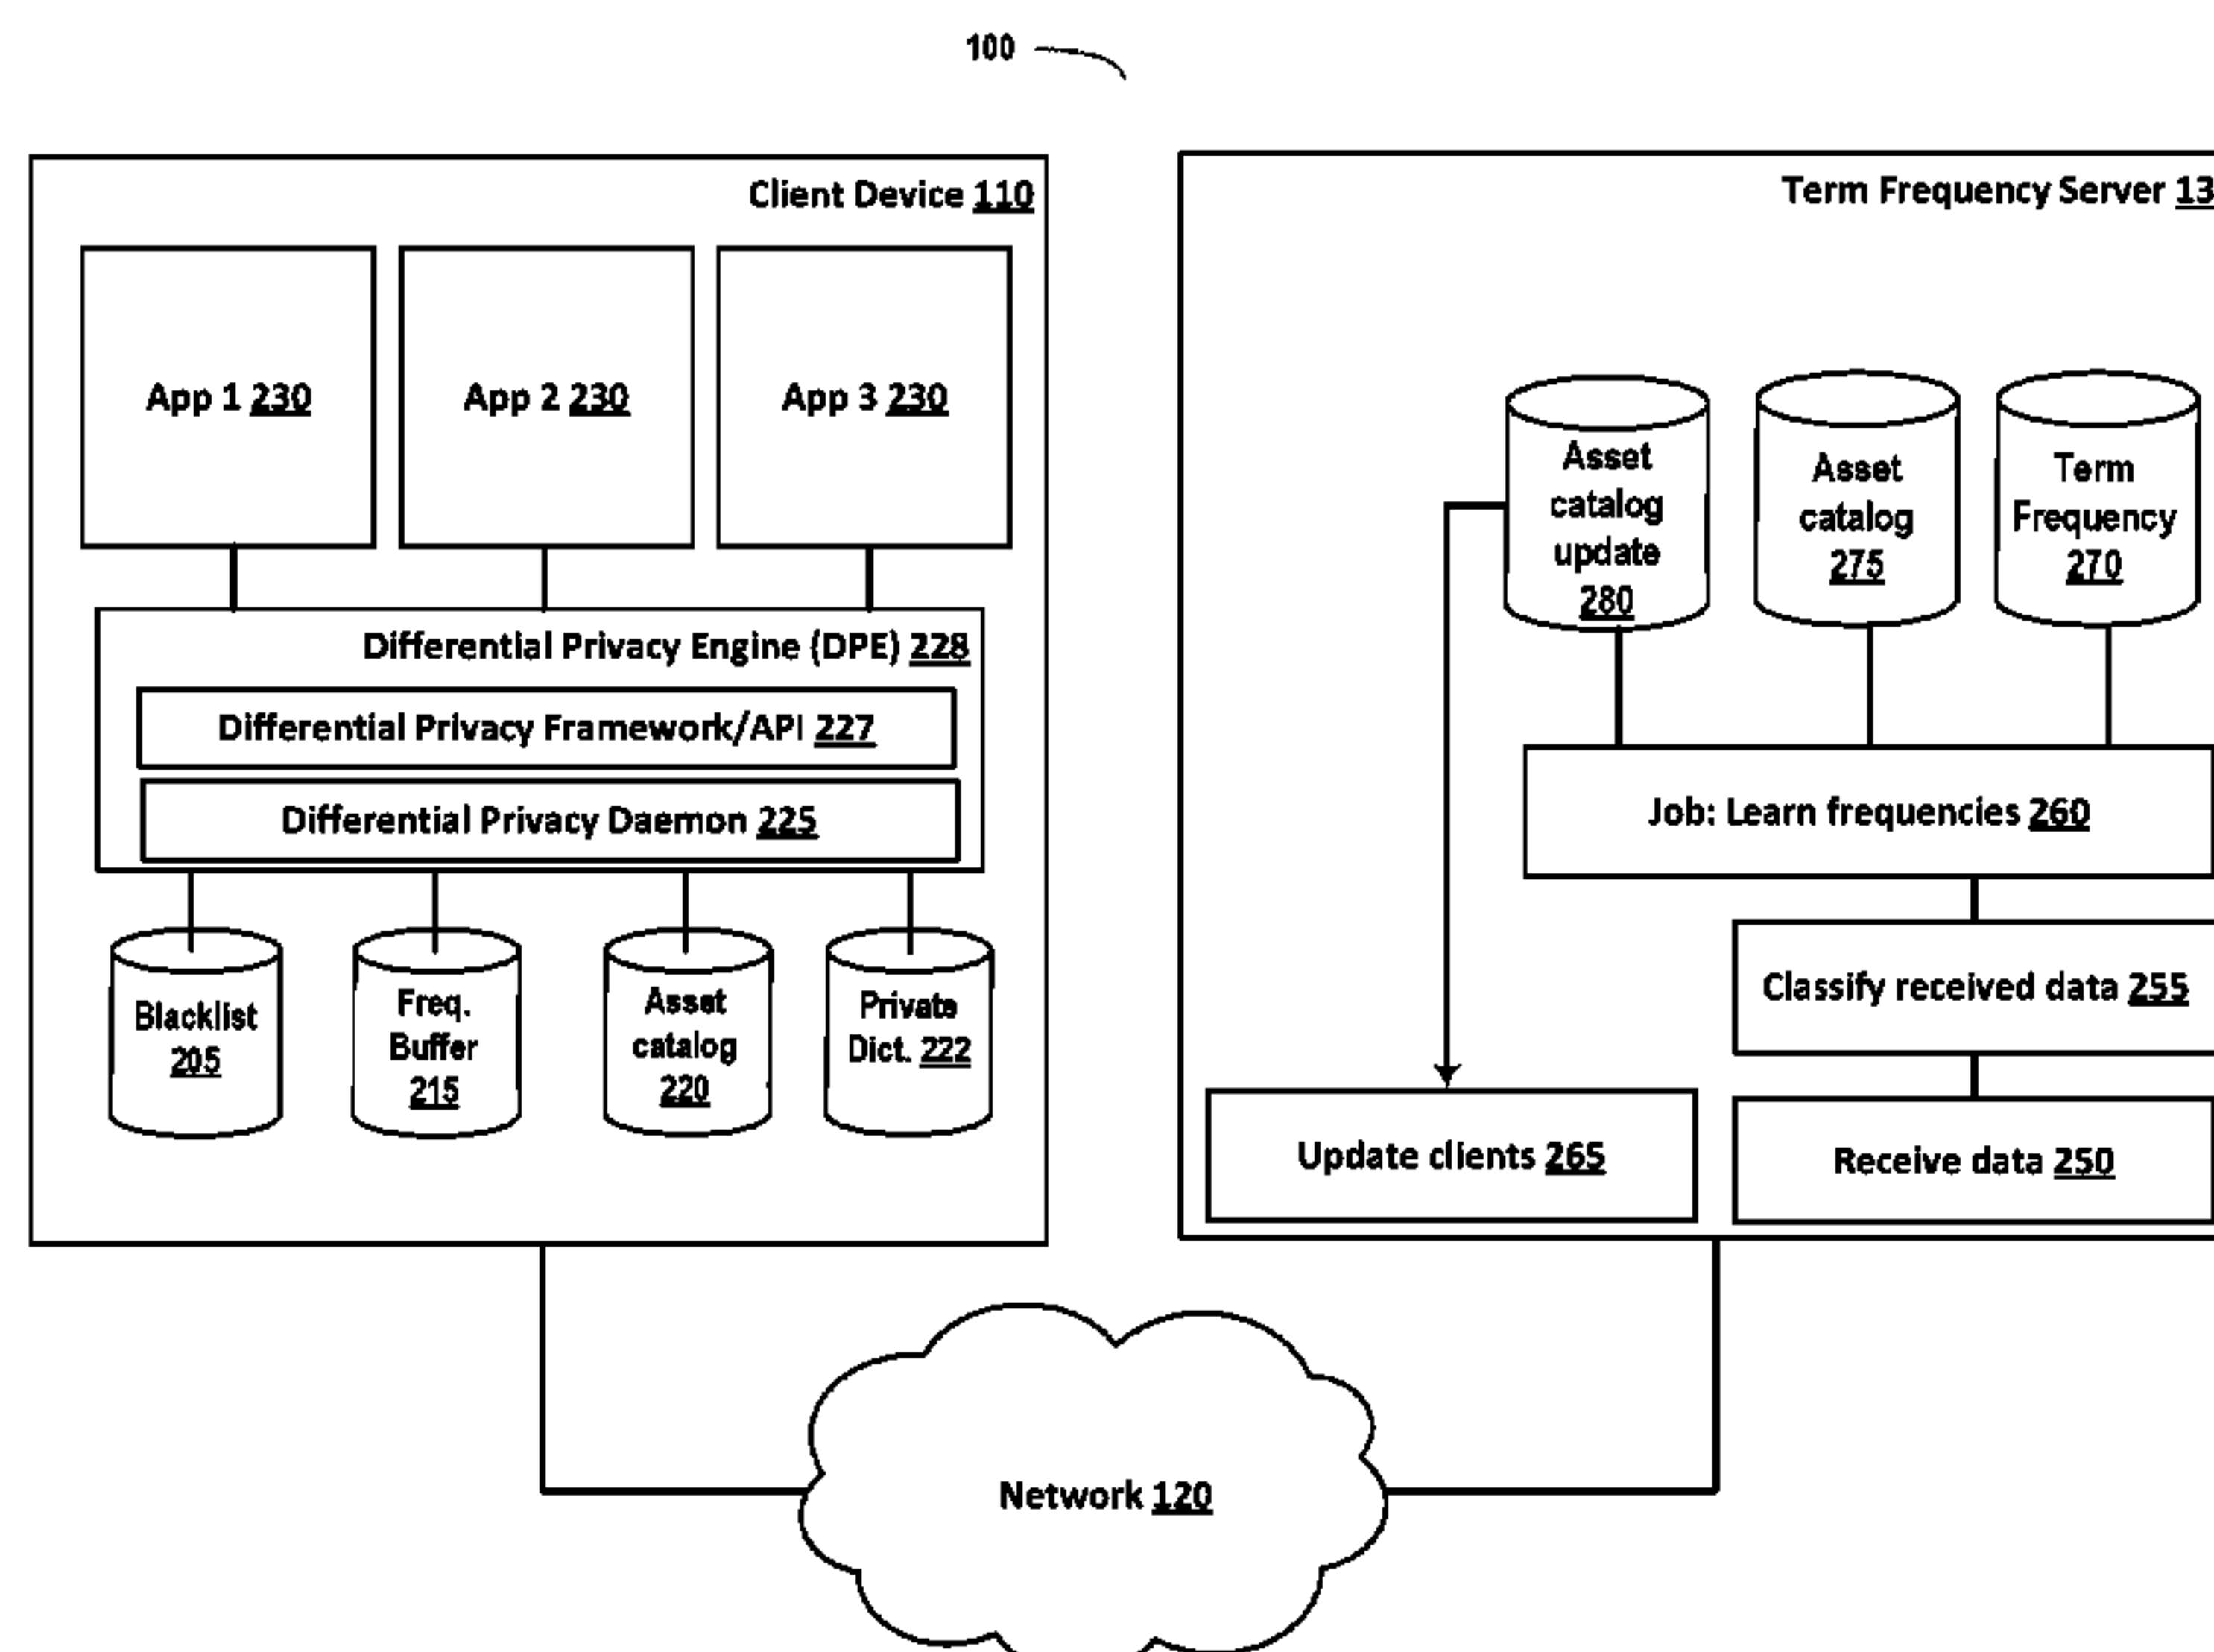 100
Client Device 110
App 1 230
App 2 230
App 3 230
Differential Privacy Engine (DPE) 228
Differential Privacy Framework/API 227
Differential Privacy Daemon 225
Blacklist
205
Freq.
Buffer
215
Asset
catalog
220
Private
Dict. 222
Term Frequency Server 13
Asset
catalog
update
280
Asset
catalog
275
Term
Frequency
270
Job: Learn frequencies 260
Classify received data 255
Update clients 265
Receive data 250
Network 120